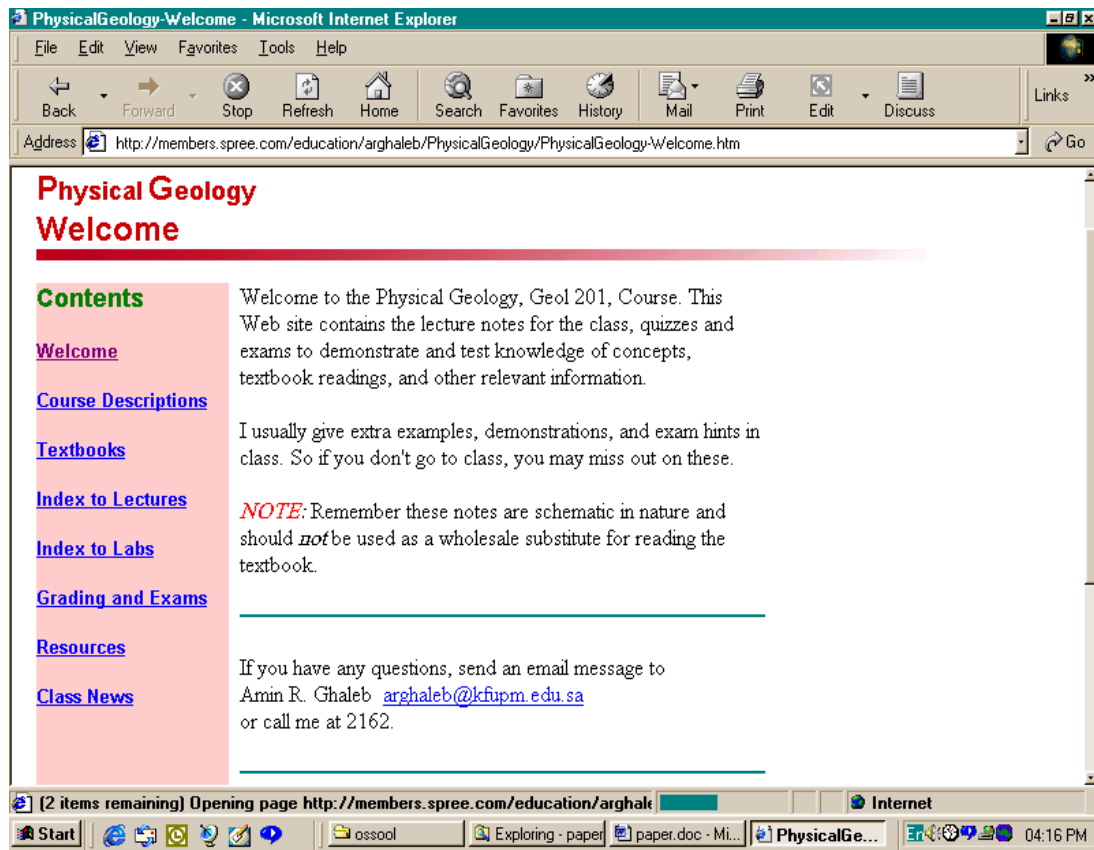 PhysicalGeology-Welcome - Microsoft Internet Explorer
File Edit View Favorites Tools Help
Back Forward Stop Refresh Home Search Favorites History Mail Print Edit Discuss Links
Address http://members.spree.com/education/arghaleb/PhysicalGeology/PhysicalGeology-Welcome.htm Go
Physical Geology
Welcome
Contents
Welcome
Course Descriptions
Textbooks
Index to Lectures
Index to Labs
Grading and Exams
Resources
Class News
Welcome to the Physical Geology, Geol 201, Course. This
Web site contains the lecture notes for the class, quizzes and
exams to demonstrate and test knowledge of concepts,
textbook readings, and other relevant information.
I usually give extra examples, demonstrations, and exam hints in
class. So if you don't go to class, you may miss out on these.
NOTE: Remember these notes are schematic in nature and
should not be used as a wholesale substitute for reading the
textbook.
If you have any questions, send an email message to
Amin R. Ghaleb arghaleb@kfupm.edu.sa
or call me at 2162.
(2 items remaining) Opening page http://members.spree.com/education/arghale Internet
Start ossool Exploring - paper paper.doc - Mi... PhysicalGe... En 04:16 PM